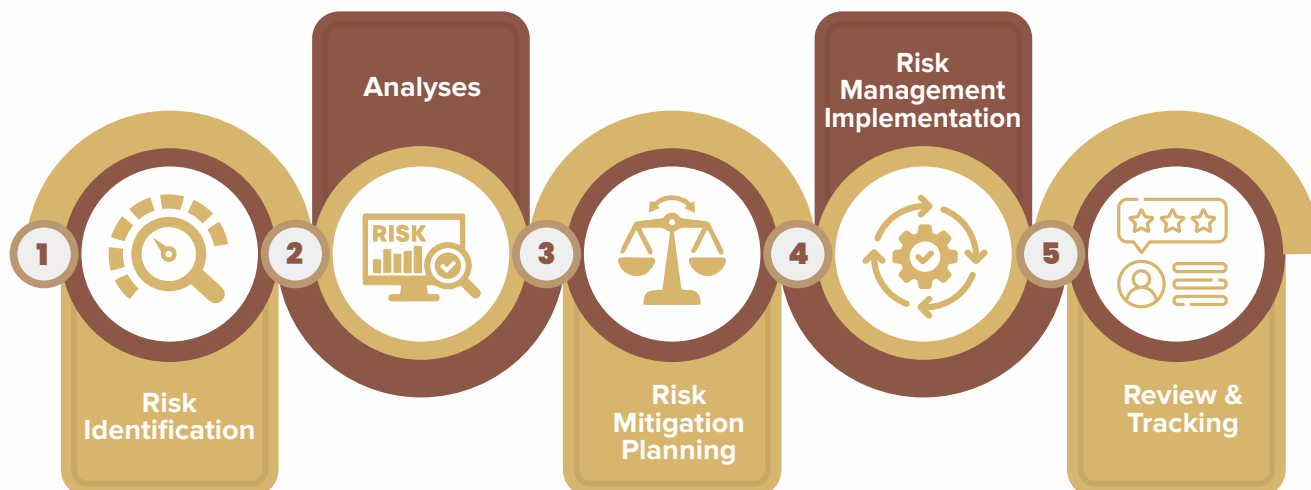 1
Risk
Identification
2
Analyses
RISK
3
Risk
Mitigation
Planning
4
Risk
Management
Implementation
5
Review &
Tracking